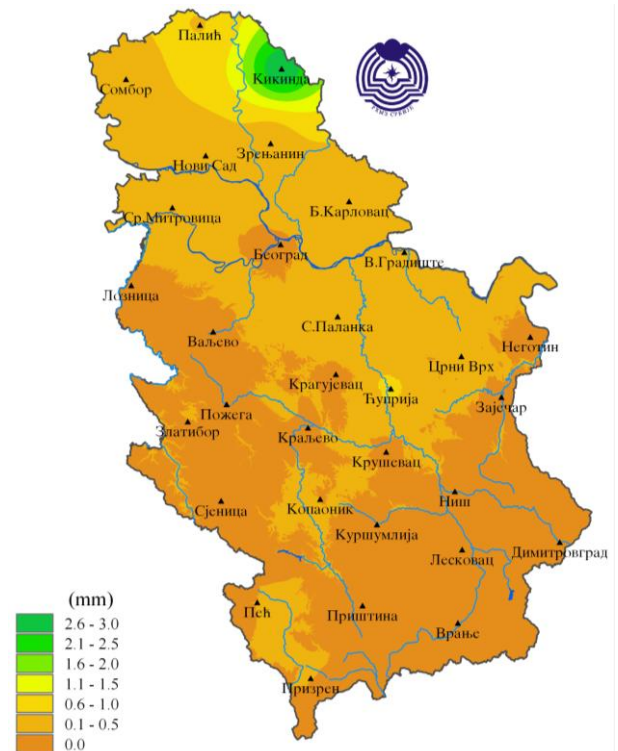 Палић
Кикинда
Сомбор
Зрењанин
Нови Сад
Б.Карловац
Ср.Митровица
Београд
В.Градиште
Лозница
С.Паланка
Ваљево
Неготин
Црни Врх
Крагујевац
Ћуприја
Зајечар
Пожега
Златибор
Краљево
Крушевац
Ниш
Сјеница
Копаоник
Куршумлија
Димитровград
Лесковац
(mm)
Пећ
Приштина
2.6 - 3.0
2.1 - 2.5
Врање
1.6 - 2.0
1.1 - 1.5
0.6 - 1.0
Призрен
0.1 - 0.5
0.0